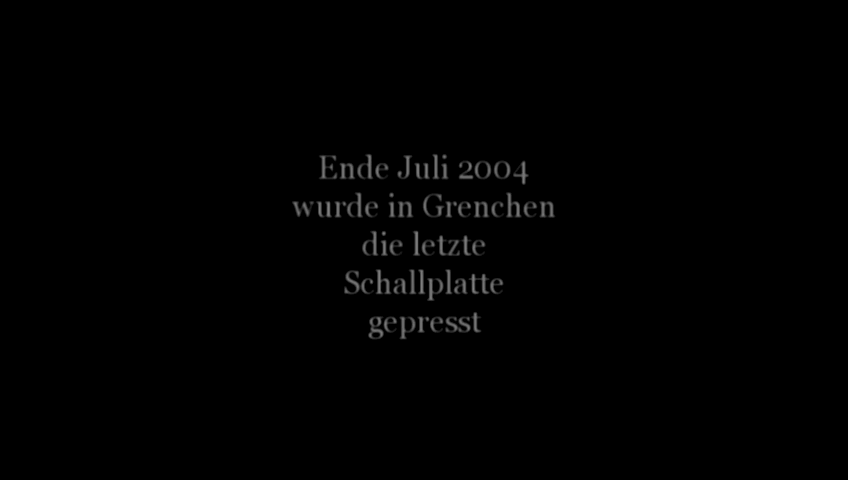 Ende Juli 2004
wurde in Grenchen
die letzte
Schallplatte
gepresst